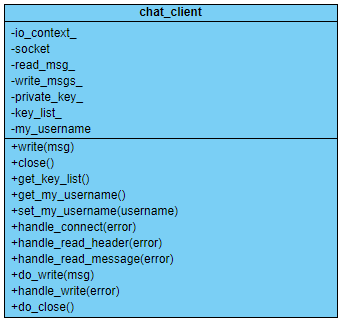 chat_client
-io_context_
-socket
-read_msg_
-write_msgs_
-private_key_
-key_list_
-my_username
+write(msg)
+close()
+get_key_list()
+get_my_username()
+set_my_username(username)
+handle_connect(error)
+handle_read_header(error)
+handle_read_message(error)
+do_write(msg)
+handle_write(error)
+do_close()